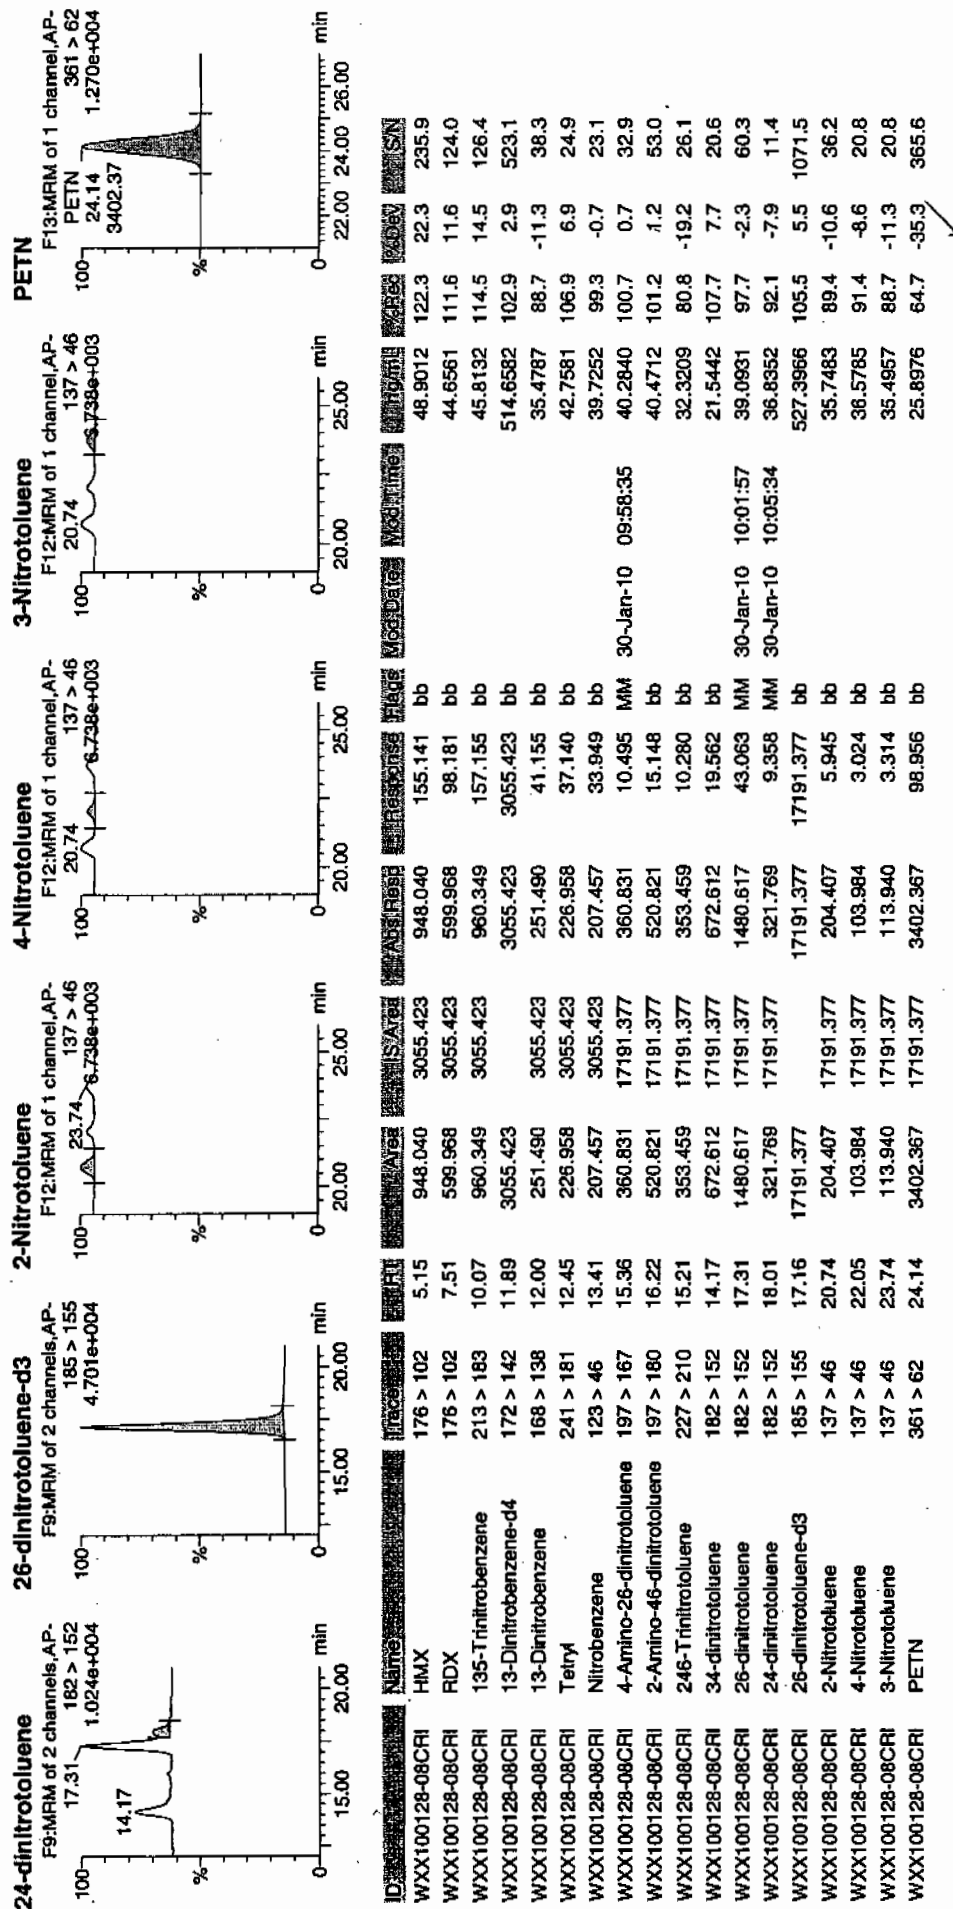 24-dinitrotoluene
F9:MRM of 2 channels,AP-
182 > 152
1.024e+004
100
17.31
14.17
%
0
15.00 20.00 min
26-dinitrotoluene-d3
F9:MRM of 2 channels,AP-
185 > 155
4.701e+004
100
%
0
15.00 20.00 min
2-Nitrotoluene
F12:MRM of 1 channel,AP-
137 > 46
6.738e+003
100
23.74
%
0
20.00 25.00 min
4-Nitrotoluene
F12:MRM of 1 channel,AP-
137 > 46
6.738e+003
100
20.74
%
0
20.00 25.00 min
3-Nitrotoluene
F12:MRM of 1 channel,AP-
137 > 46
6.738e+003
100
20.74
%
0
20.00 25.00 min
PETN
F13:MRM of 1 channel,AP-
361 > 62
1.270e+004
100
PETN
24.14
3402.37
%
0
22.00 24.00 26.00 min
ID Name Trace RT Area IS Area Abs.Resp Response Flags Mod.Date Mod.Time ng/mL %Rec %Dev S/N
WXX100128-08CRI HMX 176 > 102 5.15 948.040 3055.423 948.040 155.141 bb 48.9012 122.3 22.3 235.9
WXX100128-08CRI RDX 176 > 102 7.51 599.968 3055.423 599.968 98.181 bb 44.6561 111.6 11.6 124.0
WXX100128-08CRI 135-Trinitrobenzene 213 > 183 10.07 960.349 3055.423 960.349 157.155 bb 45.8132 114.5 14.5 126.4
WXX100128-08CRI 13-Dinitrobenzene-d4 172 > 142 11.89 3055.423 3055.423 3055.423 bb 514.6582 102.9 2.9 523.1
WXX100128-08CRI 13-Dinitrobenzene 168 > 138 12.00 251.490 3055.423 251.490 41.155 bb 35.4787 88.7 -11.3 38.3
WXX100128-08CRI Tetryl 241 > 181 12.45 226.958 3055.423 226.958 37.140 bb 42.7581 106.9 6.9 24.9
WXX100128-08CRI Nitrobenzene 123 > 46 13.41 207.457 3055.423 207.457 33.949 bb 39.7252 99.3 -0.7 23.1
WXX100128-08CRI 4-Amino-26-dinitrotoluene 197 > 167 15.36 360.831 17191.377 360.831 10.495 MM 30-Jan-10 09:58:35 40.2840 100.7 0.7 32.9
WXX100128-08CRI 2-Amino-46-dinitrotoluene 197 > 180 16.22 520.821 17191.377 520.821 15.148 bb 40.4712 101.2 1.2 53.0
WXX100128-08CRI 246-Trinitrotoluene 227 > 210 15.21 353.459 17191.377 353.459 10.280 bb 32.3209 80.8 -19.2 26.1
WXX100128-08CRI 34-dinitrotoluene 182 > 152 14.17 672.612 17191.377 672.612 19.562 bb 21.5442 107.7 7.7 20.6
WXX100128-08CRI 26-dinitrotoluene 182 > 152 17.31 1480.617 17191.377 1480.617 43.063 MM 30-Jan-10 10:01:57 39.0931 97.7 -2.3 60.3
WXX100128-08CRI 24-dinitrotoluene 182 > 152 18.01 321.769 17191.377 321.769 9.358 MM 30-Jan-10 10:05:34 36.8352 92.1 -7.9 11.4
WXX100128-08CRI 26-dinitrotoluene-d3 185 > 155 17.16 17191.377 17191.377 17191.377 bb 527.3966 105.5 5.5 1071.5
WXX100128-08CRI 2-Nitrotoluene 137 > 46 20.74 204.407 17191.377 204.407 5.945 bb 35.7483 89.4 -10.6 36.2
WXX100128-08CRI 4-Nitrotoluene 137 > 46 22.05 103.984 17191.377 103.984 3.024 bb 36.5785 91.4 -8.6 20.8
WXX100128-08CRI 3-Nitrotoluene 137 > 46 23.74 113.940 17191.377 113.940 3.314 bb 35.4957 88.7 -11.3 20.8
WXX100128-08CRI PETN 361 > 62 24.14 3402.367 17191.377 3402.367 98.956 bb 25.8976 64.7 -35.3 365.6